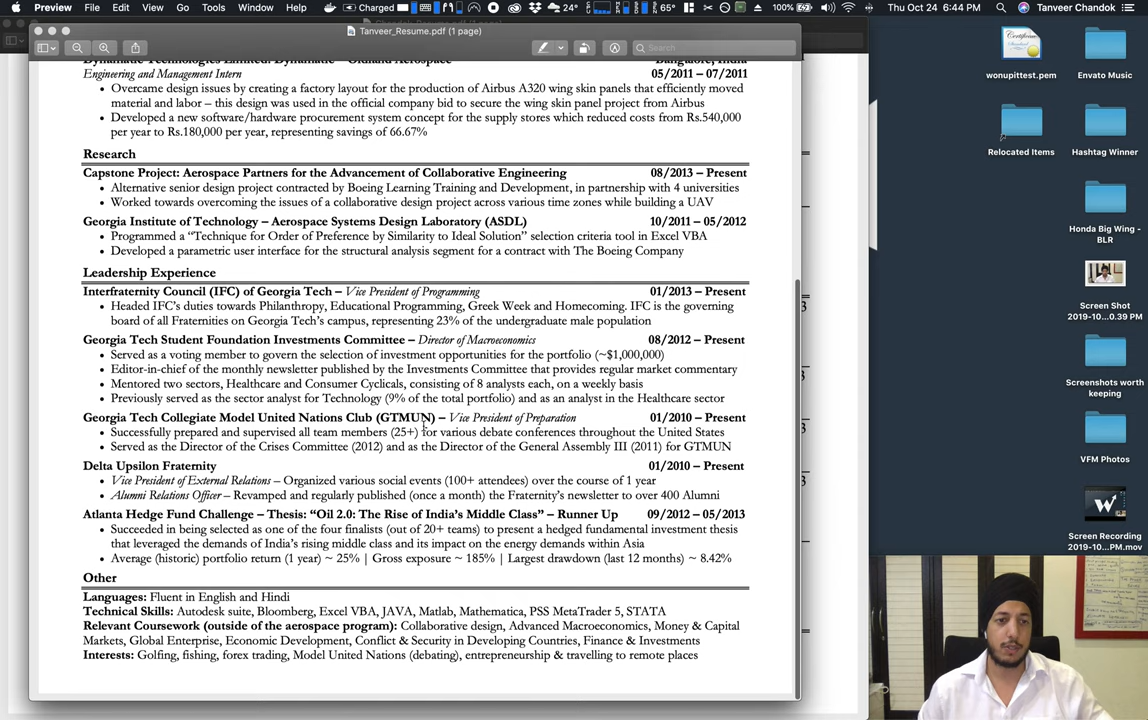 Preview File Edit View Go Tools Window Help Charged 24° 65° 100% Thu Oct 24 6:44 PM Tanveer Chandok
Tanveer_Resume.pdf (1 page)
Search
Dynamatic Technologies Limited: Dynamatic – Oldland Aerospace Bangalore, India
Engineering and Management Intern 05/2011 – 07/2011
• Overcame design issues by creating a factory layout for the production of Airbus A320 wing skin panels that efficiently moved
material and labor – this design was used in the official company bid to secure the wing skin panel project from Airbus
• Developed a new software/hardware procurement system concept for the supply stores which reduced costs from Rs.540,000
per year to Rs.180,000 per year, representing savings of 66.67%
Research
Capstone Project: Aerospace Partners for the Advancement of Collaborative Engineering 08/2013 – Present
• Alternative senior design project contracted by Boeing Learning Training and Development, in partnership with 4 universities
• Worked towards overcoming the issues of a collaborative design project across various time zones while building a UAV
Georgia Institute of Technology – Aerospace Systems Design Laboratory (ASDL) 10/2011 – 05/2012
• Programmed a “Technique for Order of Preference by Similarity to Ideal Solution” selection criteria tool in Excel VBA
• Developed a parametric user interface for the structural analysis segment for a contract with The Boeing Company
Leadership Experience
Interfraternity Council (IFC) of Georgia Tech – Vice President of Programming 01/2013 – Present
• Headed IFC’s duties towards Philanthropy, Educational Programming, Greek Week and Homecoming. IFC is the governing
board of all Fraternities on Georgia Tech’s campus, representing 23% of the undergraduate male population
Georgia Tech Student Foundation Investments Committee – Director of Macroeconomics 08/2012 – Present
• Served as a voting member to govern the selection of investment opportunities for the portfolio (~$1,000,000)
• Editor-in-chief of the monthly newsletter published by the Investments Committee that provides regular market commentary
• Mentored two sectors, Healthcare and Consumer Cyclicals, consisting of 8 analysts each, on a weekly basis
• Previously served as the sector analyst for Technology (9% of the total portfolio) and as an analyst in the Healthcare sector
Georgia Tech Collegiate Model United Nations Club (GTMUN) – Vice President of Preparation 01/2010 – Present
• Successfully prepared and supervised all team members (25+) for various debate conferences throughout the United States
• Served as the Director of the Crises Committee (2012) and as the Director of the General Assembly III (2011) for GTMUN
Delta Upsilon Fraternity 01/2010 – Present
• Vice President of External Relations – Organized various social events (100+ attendees) over the course of 1 year
• Alumni Relations Officer – Revamped and regularly published (once a month) the Fraternity’s newsletter to over 400 Alumni
Atlanta Hedge Fund Challenge – Thesis: “Oil 2.0: The Rise of India’s Middle Class” – Runner Up 09/2012 – 05/2013
• Succeeded in being selected as one of the four finalists (out of 20+ teams) to present a hedged fundamental investment thesis
that leveraged the demands of India’s rising middle class and its impact on the energy demands within Asia
• Average (historic) portfolio return (1 year) ~ 25% | Gross exposure ~ 185% | Largest drawdown (last 12 months) ~ 8.42%
Other
Languages: Fluent in English and Hindi
Technical Skills: Autodesk suite, Bloomberg, Excel VBA, JAVA, Matlab, Mathematica, PSS MetaTrader 5, STATA
Relevant Coursework (outside of the aerospace program): Collaborative design, Advanced Macroeconomics, Money & Capital
Markets, Global Enterprise, Economic Development, Conflict & Security in Developing Countries, Finance & Investments
Interests: Golfing, fishing, forex trading, Model United Nations (debating), entrepreneurship & travelling to remote places
wonupittest.pem
Envato Music
Relocated Items
Hashtag Winner
Honda Big Wing -
BLR
Screen Shot
2019-10...0.39 PM
Screenshots worth
keeping
VFM Photos
Screen Recording
2019-10...PM.mov